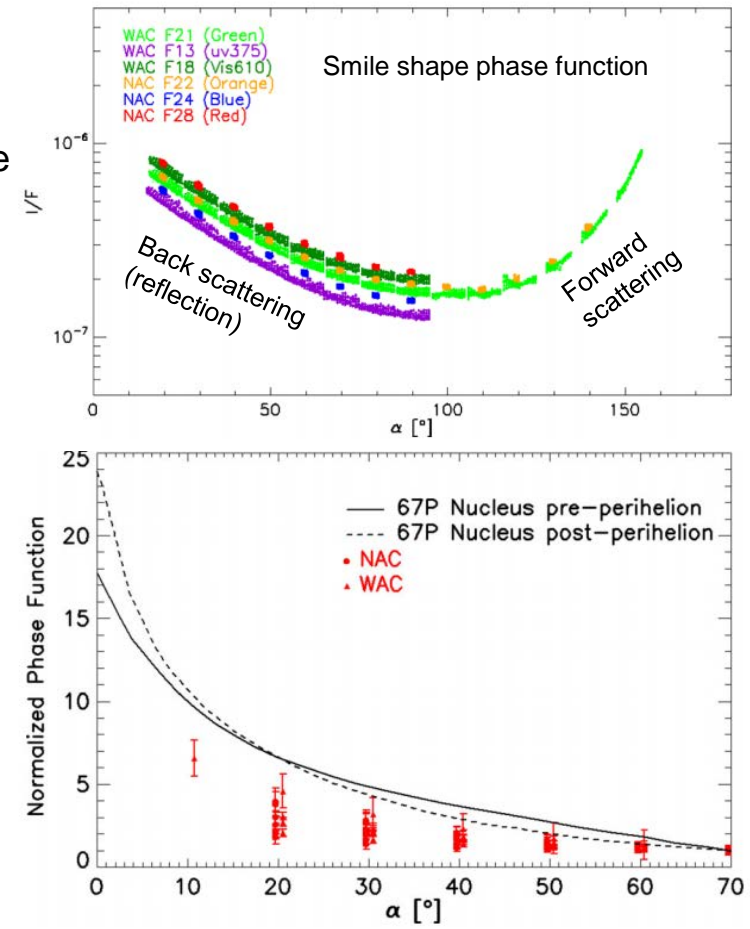 WAC F21 (Green)
WAC F13 (uv375)
WAC F18 (Vis610)
NAC F22 (Orange)
NAC F24 (Blue)
NAC F28 (Red)
Smile shape phase function
e
10⁻⁶
I/F
Back scattering
(reflection)
Forward
scattering
10⁻⁷
0 50 100 150
α [°]
25
20
15
10
5
0
Normalized Phase Function
67P Nucleus pre-perihelion
67P Nucleus post-perihelion
NAC
WAC
0 10 20 30 40 50 60 70
α [°]